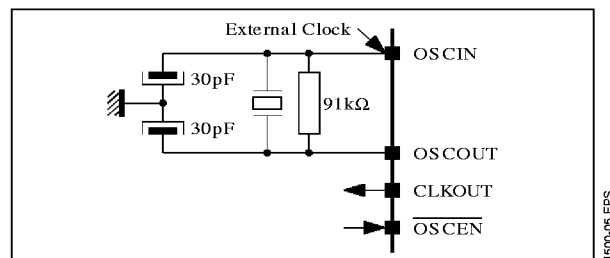 External Clock
OSCIN
30pF
91kΩ
30pF
OSCOUT
CLKOUT
OSCEN